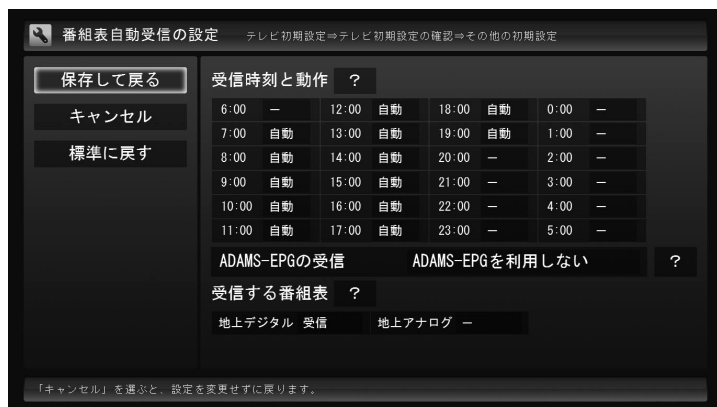 番組表自動受信の設定 テレビ初期設定⇒テレビ初期設定の確認⇒その他の初期設定
保存して戻る
キャンセル
標準に戻す
受信時刻と動作 ?
6:00 － 12:00 自動 18:00 自動 0:00 －
7:00 自動 13:00 自動 19:00 自動 1:00 －
8:00 自動 14:00 自動 20:00 － 2:00 －
9:00 自動 15:00 自動 21:00 － 3:00 －
10:00 自動 16:00 自動 22:00 － 4:00 －
11:00 自動 17:00 自動 23:00 － 5:00 －
ADAMS-EPGの受信 ADAMS-EPGを利用しない ?
受信する番組表 ?
地上デジタル 受信 地上アナログ －
「キャンセル」を選ぶと、設定を変更せずに戻ります。